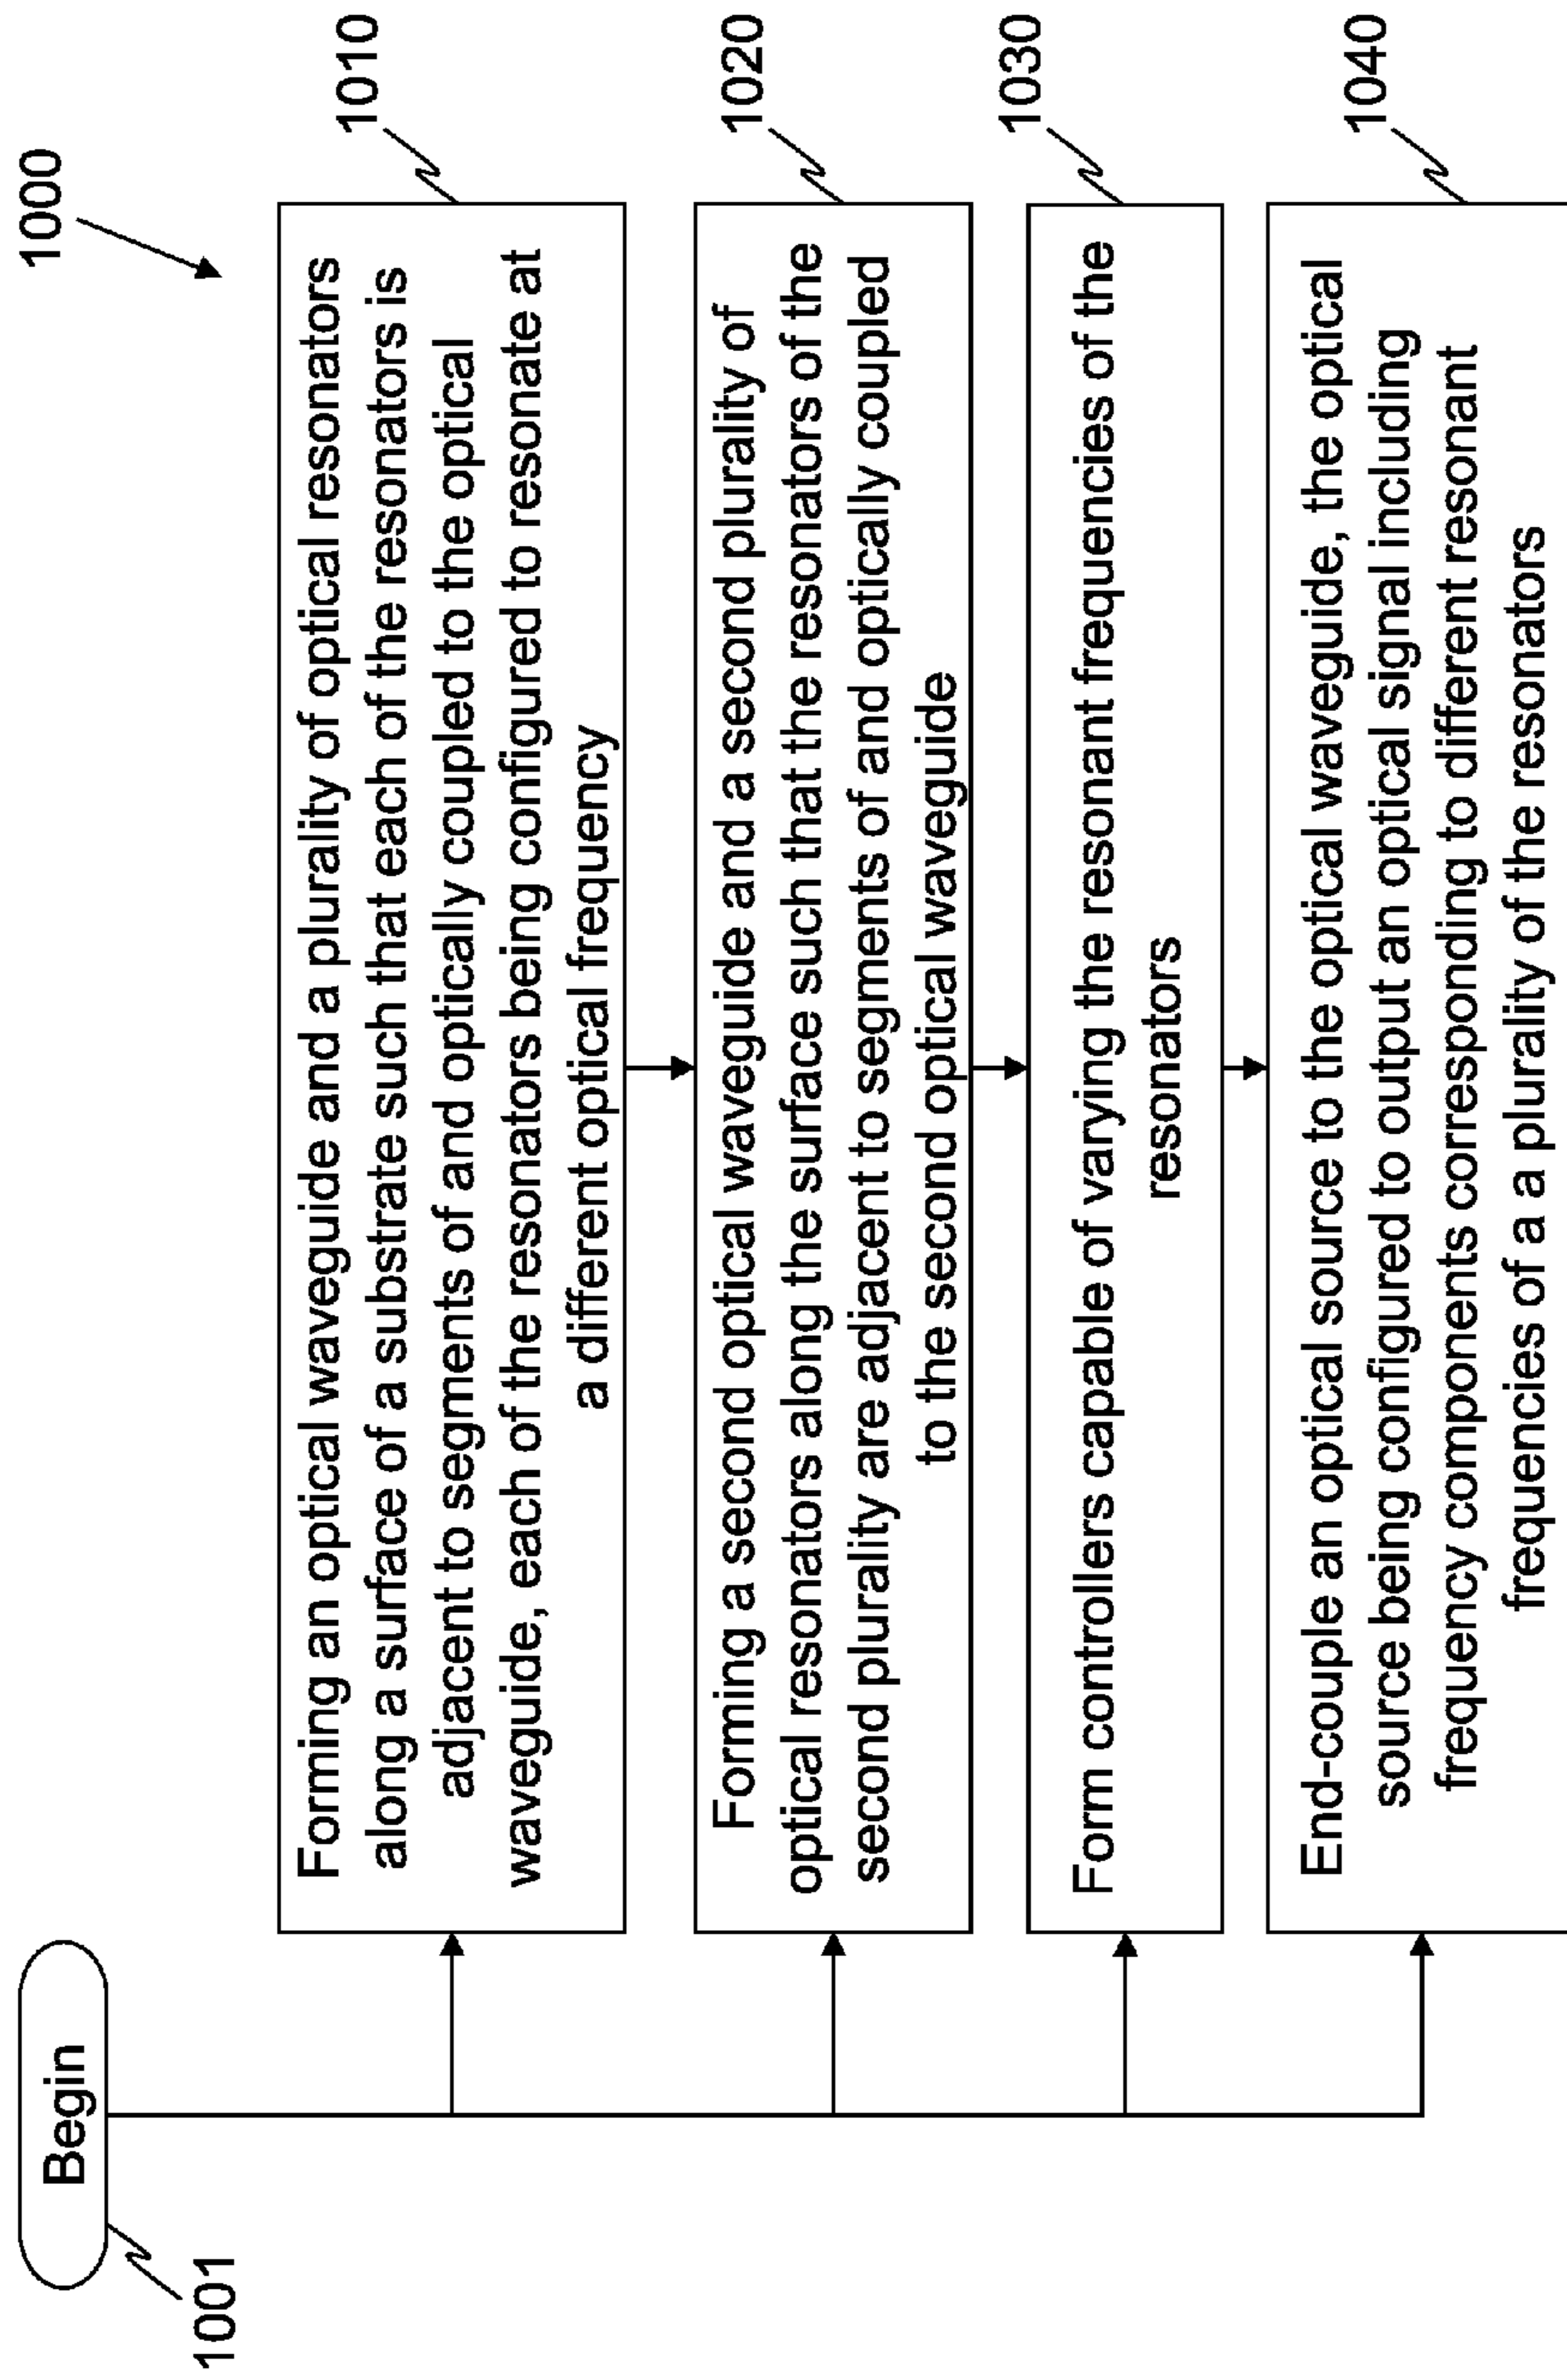 1000
Begin
1001
Forming an optical waveguide and a plurality of optical resonators
along a surface of a substrate such that each of the resonators is
adjacent to segments of and optically coupled to the optical
waveguide, each of the resonators being configured to resonate at
a different optical frequency
1010
Forming a second optical waveguide and a second plurality of
optical resonators along the surface such that the resonators of the
second plurality are adjacent to segments of and optically coupled
to the second optical waveguide
1020
Form controllers capable of varying the resonant frequencies of the
resonators
1030
End-couple an optical source to the optical waveguide, the optical
source being configured to output an optical signal including
frequency components corresponding to different resonant
frequencies of a a plurality of the resonators
1040